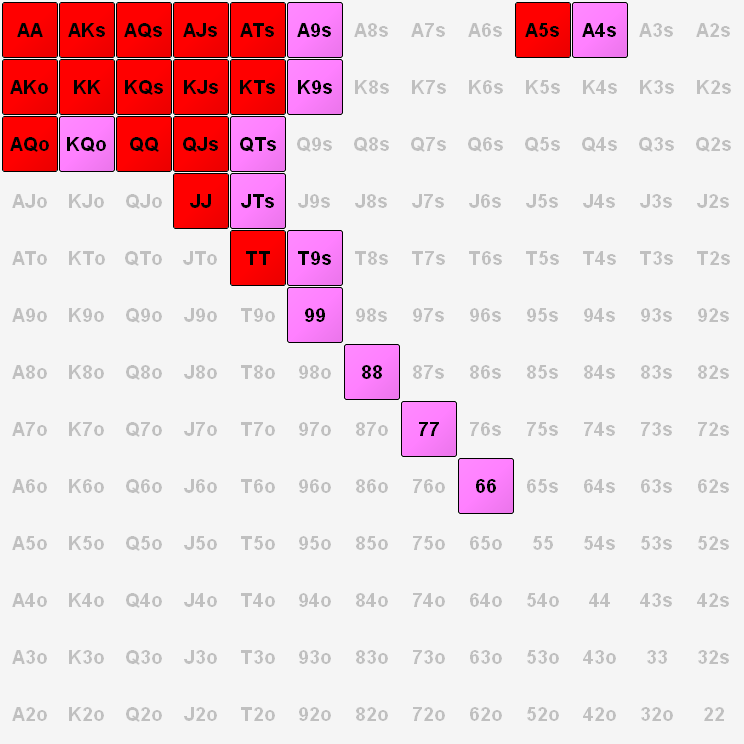 AA AKs AQs AJs ATs A9s A8s A7s A6s A5s A4s A3s A2s
AKo KK KQs KJs KTs K9s K8s K7s K6s K5s K4s K3s K2s
AQo KQo QQ QJs QTs Q9s Q8s Q7s Q6s Q5s Q4s Q3s Q2s
AJo KJo QJo JJ JTs J9s J8s J7s J6s J5s J4s J3s J2s
ATo KTo QTo JTo TT T9s T8s T7s T6s T5s T4s T3s T2s
A9o K9o Q9o J9o T9o 99 98s 97s 96s 95s 94s 93s 92s
A8o K8o Q8o J8o T8o 98o 88 87s 86s 85s 84s 83s 82s
A7o K7o Q7o J7o T7o 97o 87o 77 76s 75s 74s 73s 72s
A6o K6o Q6o J6o T6o 96o 86o 76o 66 65s 64s 63s 62s
A5o K5o Q5o J5o T5o 95o 85o 75o 65o 55 54s 53s 52s
A4o K4o Q4o J4o T4o 94o 84o 74o 64o 54o 44 43s 42s
A3o K3o Q3o J3o T3o 93o 83o 73o 63o 53o 43o 33 32s
A2o K2o Q2o J2o T2o 92o 82o 72o 62o 52o 42o 32o 22